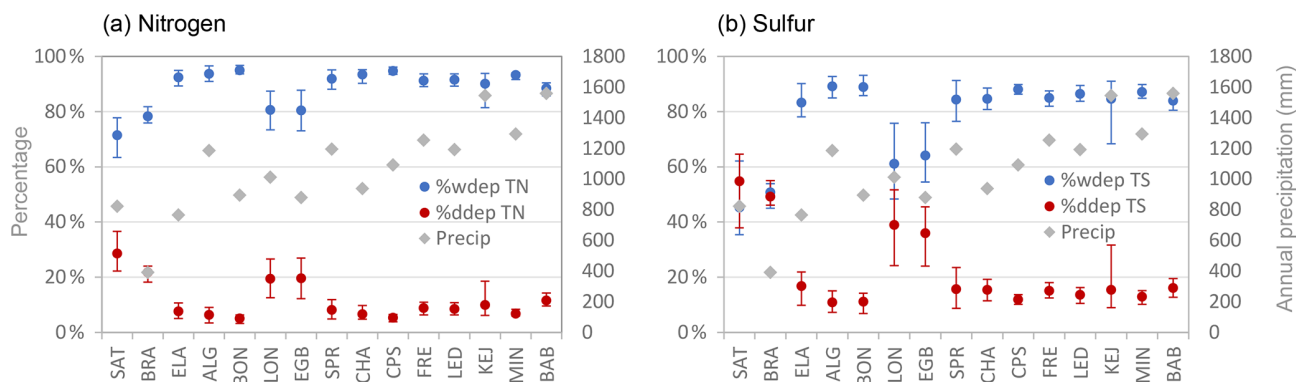 (a) Nitrogen
(b) Sulfur
100 %
80 %
60 %
40 %
20 %
0 %
Percentage
1800
1600
1400
1200
1000
800
600
400
200
0
%wdep TN
%ddep TN
Precip
SAT BRA ELA ALG BON LON EGB SPR CHA CPS FRE LED KEJ MIN BAB
100 %
80 %
60 %
40 %
20 %
0 %
1800
1600
1400
1200
1000
800
600
400
200
0
Annual precipitation (mm)
%wdep TS
%ddep TS
Precip
SAT BRA ELA ALG BON LON EGB SPR CHA CPS FRE LED KEJ MIN BAB